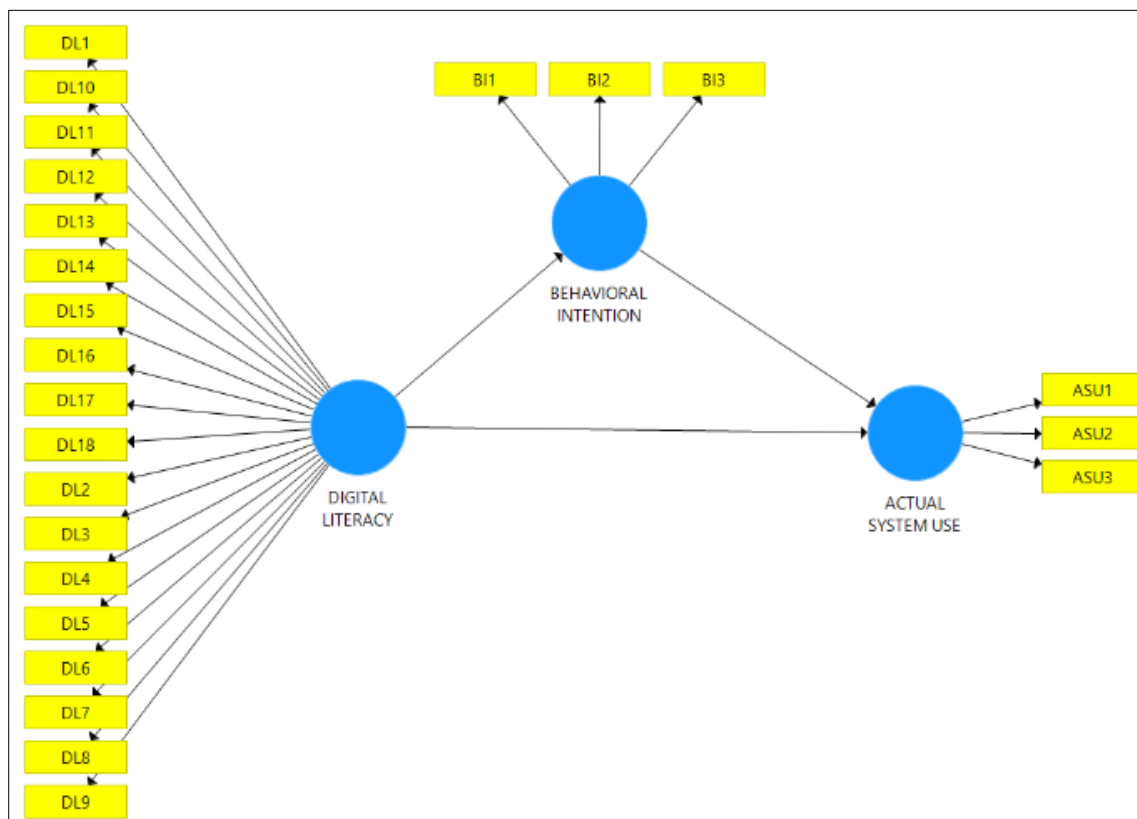 DL1
DL10
DL11
DL12
DL13
DL14
DL15
DL16
DL17
DL18
DL2
DL3
DL4
DL5
DL6
DL7
DL8
DL9
BI1
BI2
BI3
BEHAVIORAL
INTENTION
DIGITAL
LITERACY
ACTUAL
SYSTEM USE
ASU1
ASU2
ASU3